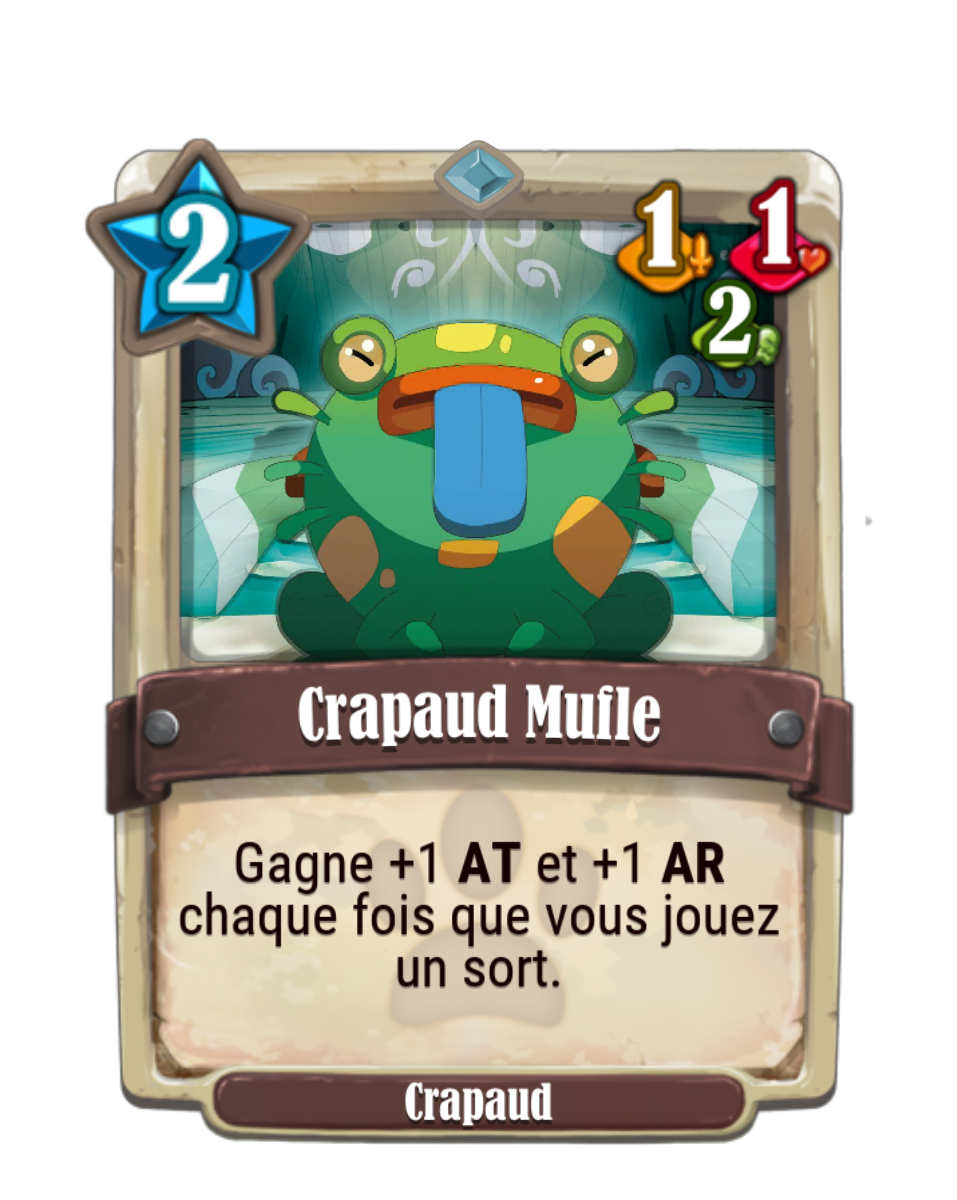 2
1
1
2
Crapaud Mufle
Gagne +1 AT et +1 AR
chaque fois que vous jouez
un sort.
Crapaud